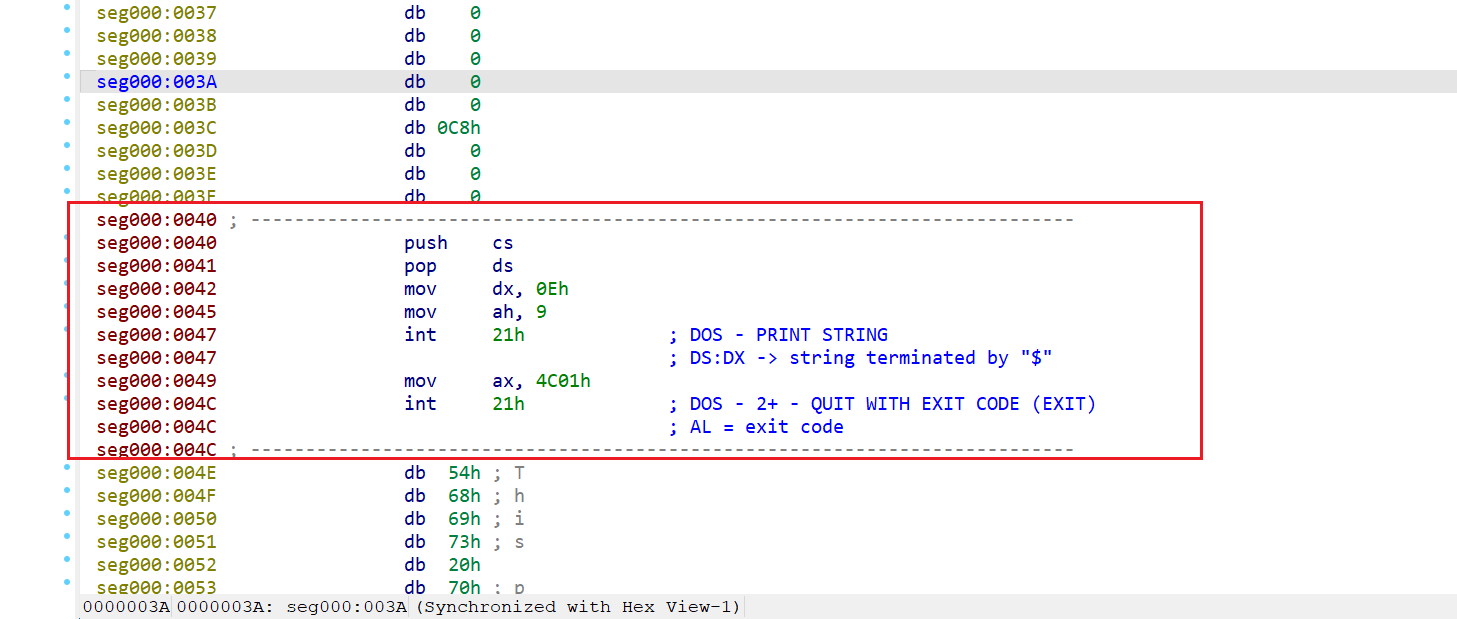 seg000:0037 db 0
seg000:0038 db 0
seg000:0039 db 0
seg000:003A db 0
seg000:003B db 0
seg000:003C db 0C8h
seg000:003D db 0
seg000:003E db 0
seg000:003F db 0
seg000:0040 ; ---------------------------------------------------------------------------
seg000:0040 push cs
seg000:0041 pop ds
seg000:0042 mov dx, 0Eh
seg000:0045 mov ah, 9
seg000:0047 int 21h ; DOS - PRINT STRING
seg000:0047 ; DS:DX -> string terminated by "$"
seg000:0049 mov ax, 4C01h
seg000:004C int 21h ; DOS - 2+ - QUIT WITH EXIT CODE (EXIT)
seg000:004C ; AL = exit code
seg000:004C ; ---------------------------------------------------------------------------
seg000:004E db 54h ; T
seg000:004F db 68h ; h
seg000:0050 db 69h ; i
seg000:0051 db 73h ; s
seg000:0052 db 20h
seg000:0053 db 70h ; p
0000003A 0000003A: seg000:003A (Synchronized with Hex View-1)